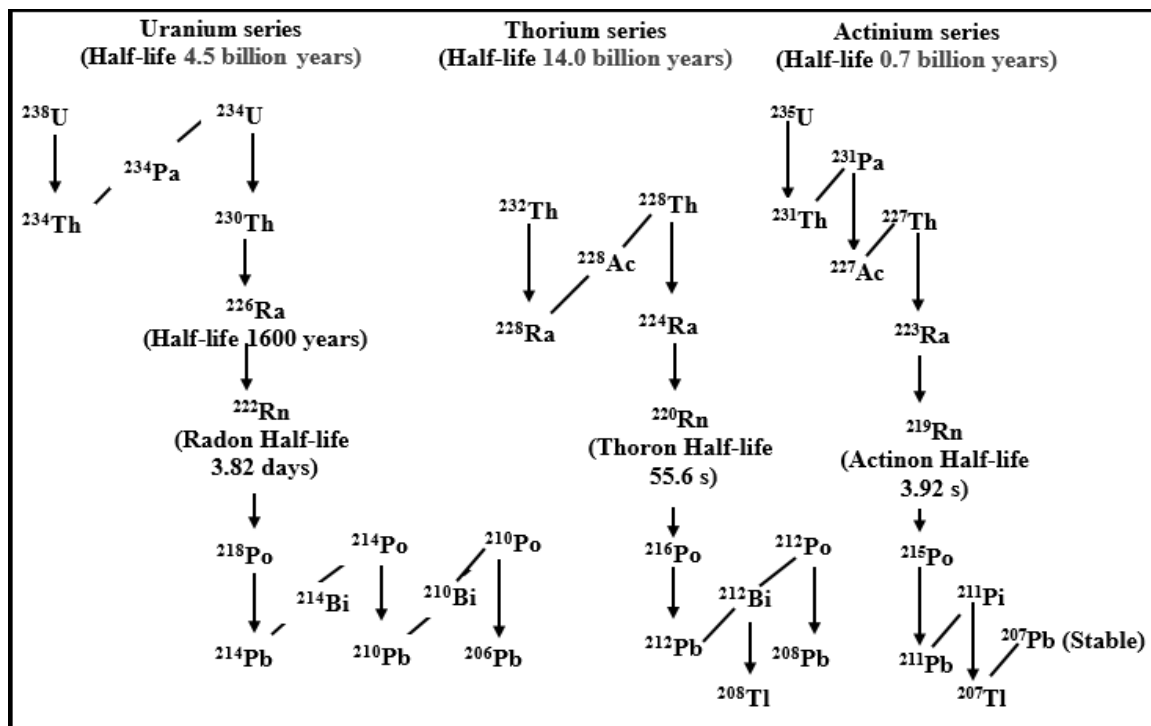 Uranium series
(Half-life 4.5 billion years)
²³⁸U
²³⁴U
²³⁴Pa
²³⁴Th
²³⁰Th
²²⁶Ra
(Half-life 1600 years)
²²²Rn
(Radon Half-life
3.82 days)
²¹⁸Po
²¹⁴Po
²¹⁰Po
²¹⁴Bi
²¹⁰Bi
²¹⁴Pb
²¹⁰Pb
²⁰⁶Pb
Thorium series
(Half-life 14.0 billion years)
²³²Th
²²⁸Th
²²⁸Ac
²²⁸Ra
²²⁴Ra
²²⁰Rn
(Thoron Half-life
55.6 s)
²¹⁶Po
²¹²Po
²¹²Bi
²¹²Pb
²⁰⁸Pb
²⁰⁸Tl
Actinium series
(Half-life 0.7 billion years)
²³⁵U
²³¹Pa
²³¹Th
²²⁷Th
²²⁷Ac
²²³Ra
²¹⁹Rn
(Actinon Half-life
3.92 s)
²¹⁵Po
²¹¹Pi
²⁰⁷Pb (Stable)
²¹¹Pb
²⁰⁷Tl